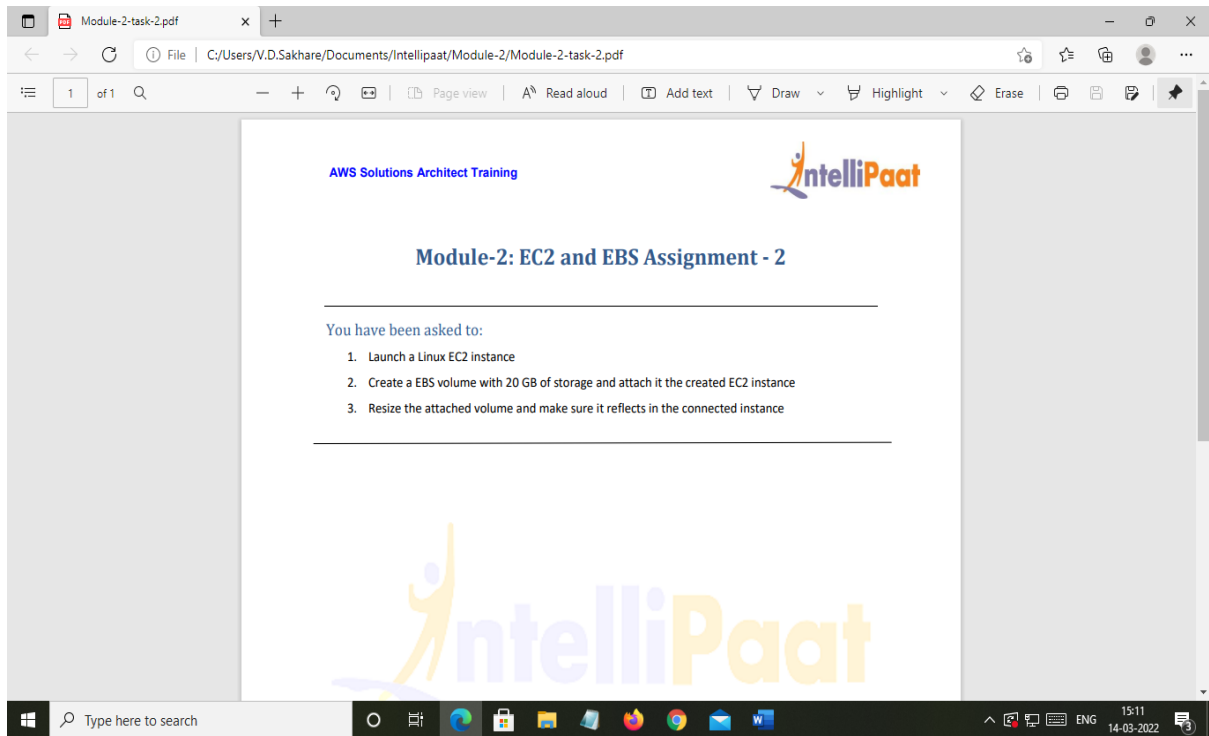 Module-2-task-2.pdf
File | C:/Users/V.D.Sakhare/Documents/Intellipaat/Module-2/Module-2-task-2.pdf
1 of 1 Page view Read aloud Add text Draw Highlight Erase
AWS Solutions Architect Training
IntelliPaat
Module-2: EC2 and EBS Assignment - 2
You have been asked to:
1. Launch a Linux EC2 instance
2. Create a EBS volume with 20 GB of storage and attach it the created EC2 instance
3. Resize the attached volume and make sure it reflects in the connected instance
IntelliPaat
Type here to search
ENG
15:11
14-03-2022
3